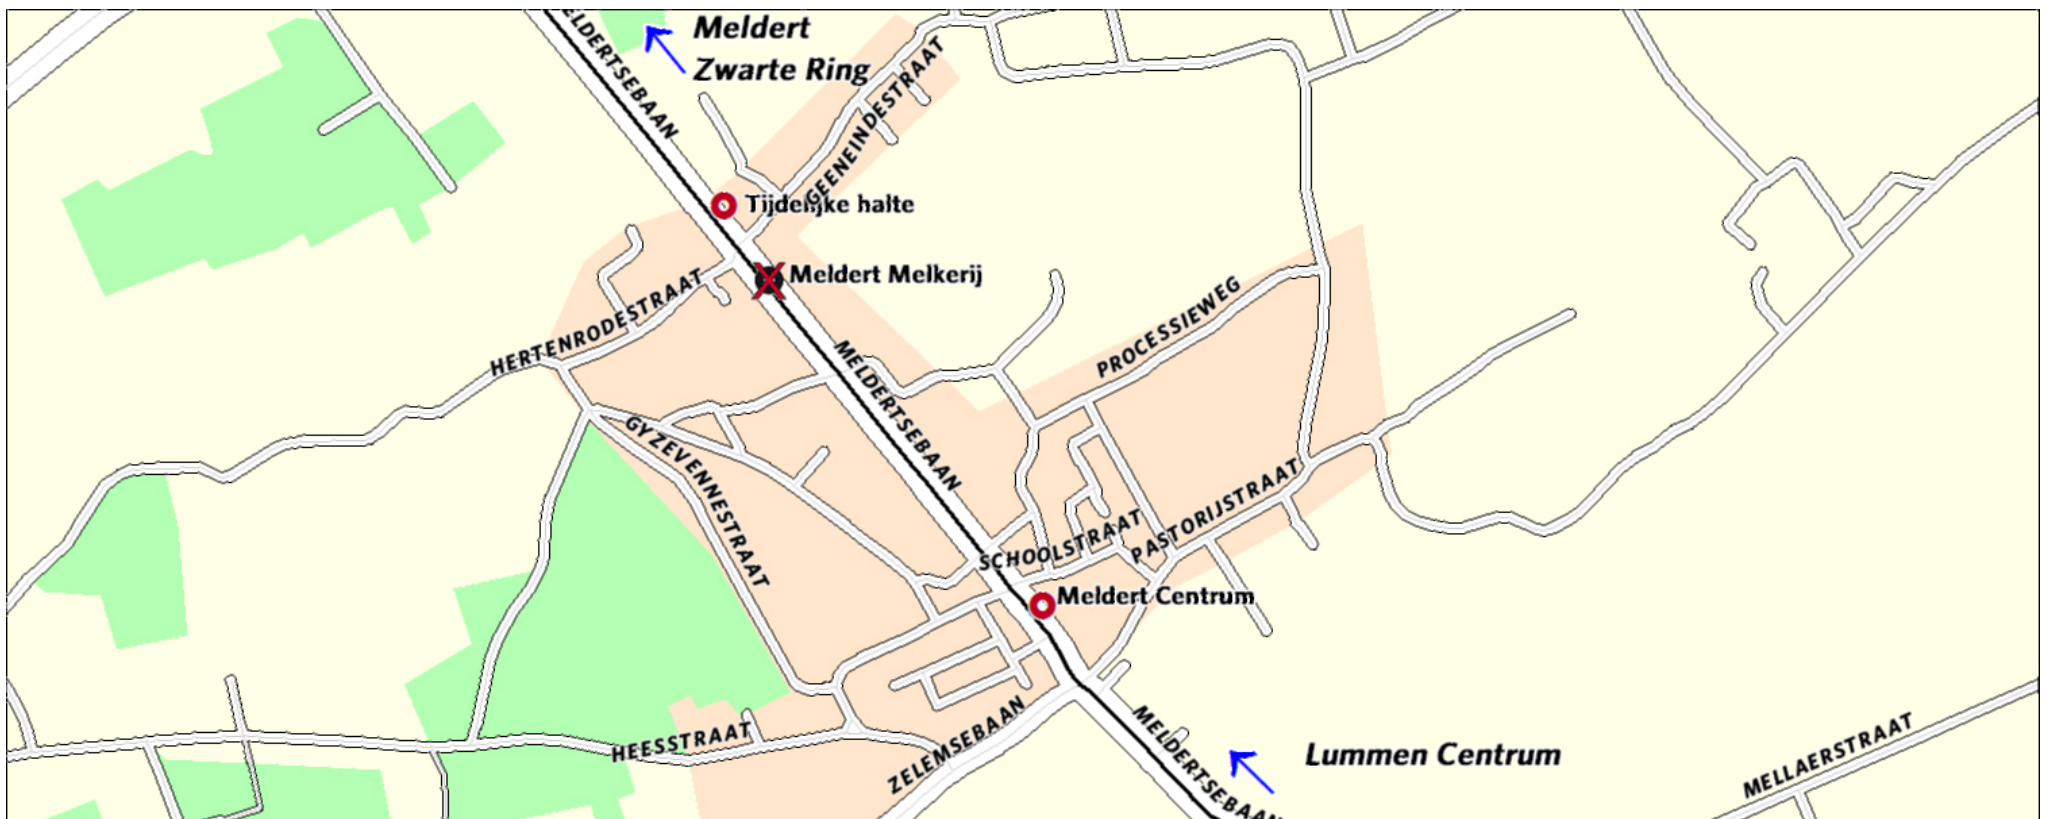 MELDERTSEBAAN
Meldert
Zwarte Ring
GEENEINDESTRAAT
Tijdelijke halte
Meldert Melkerij
HERTENRODESTRAAT
PROCESSIEWEG
MELDERTSEBAAN
GYZEVENNESTRAAT
SCHOOLSTRAAT
PASTORIJSTRAAT
Meldert Centrum
HEESSTRAAT
ZELEMSEBAAN
MELDERTSEBAAN
Lummen Centrum
MELLAERSTRAAT